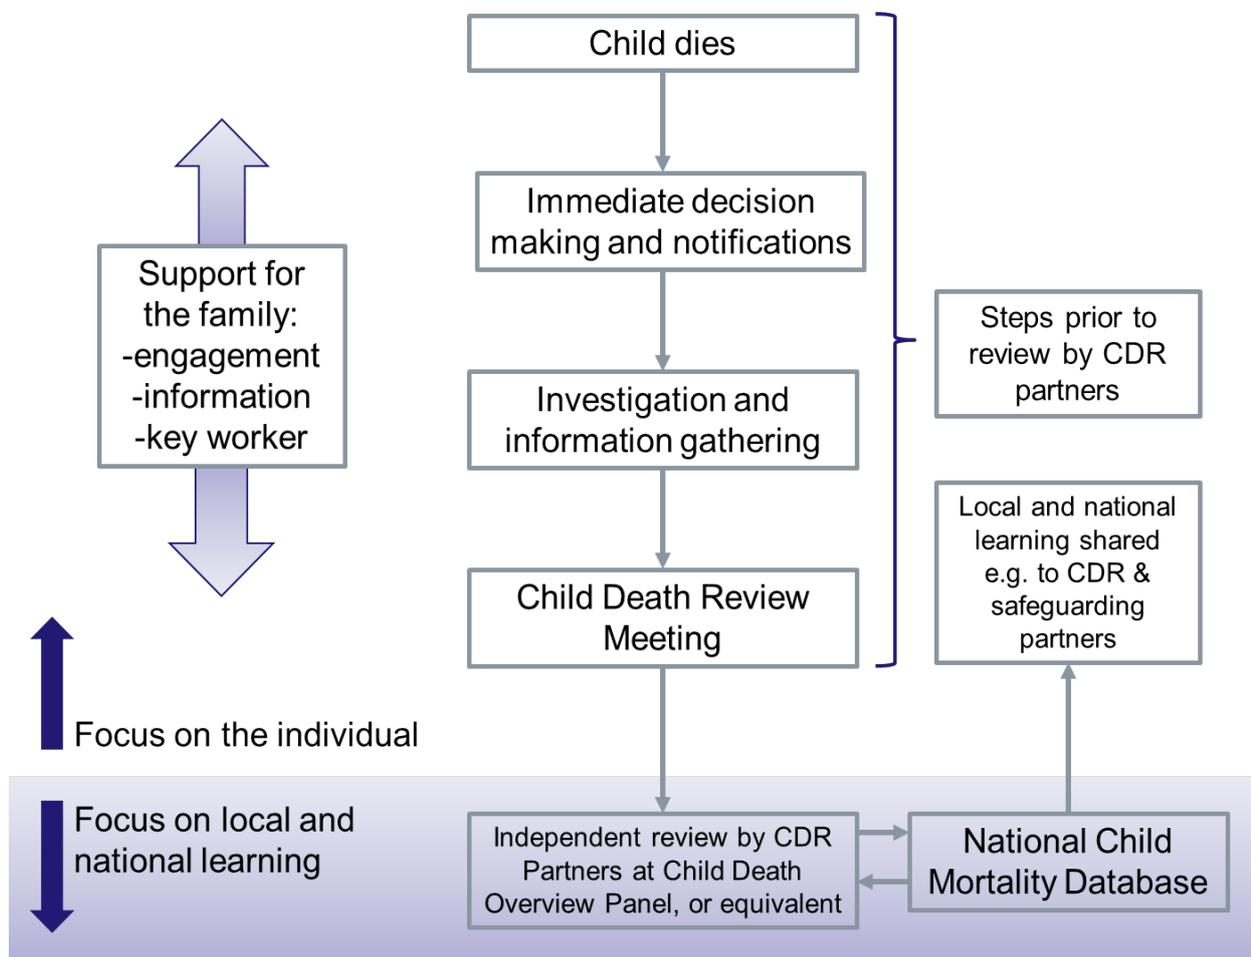 Child dies
Immediate decision
making and notifications
Support for
the family:
-engagement
-information
-key worker
Steps prior to
review by CDR
partners
Investigation and
information gathering
Local and national
learning shared
e.g. to CDR &
safeguarding
partners
Child Death Review
Meeting
Focus on the individual
Focus on local and
national learning
Independent review by CDR
Partners at Child Death
Overview Panel, or equivalent
National Child
Mortality Database